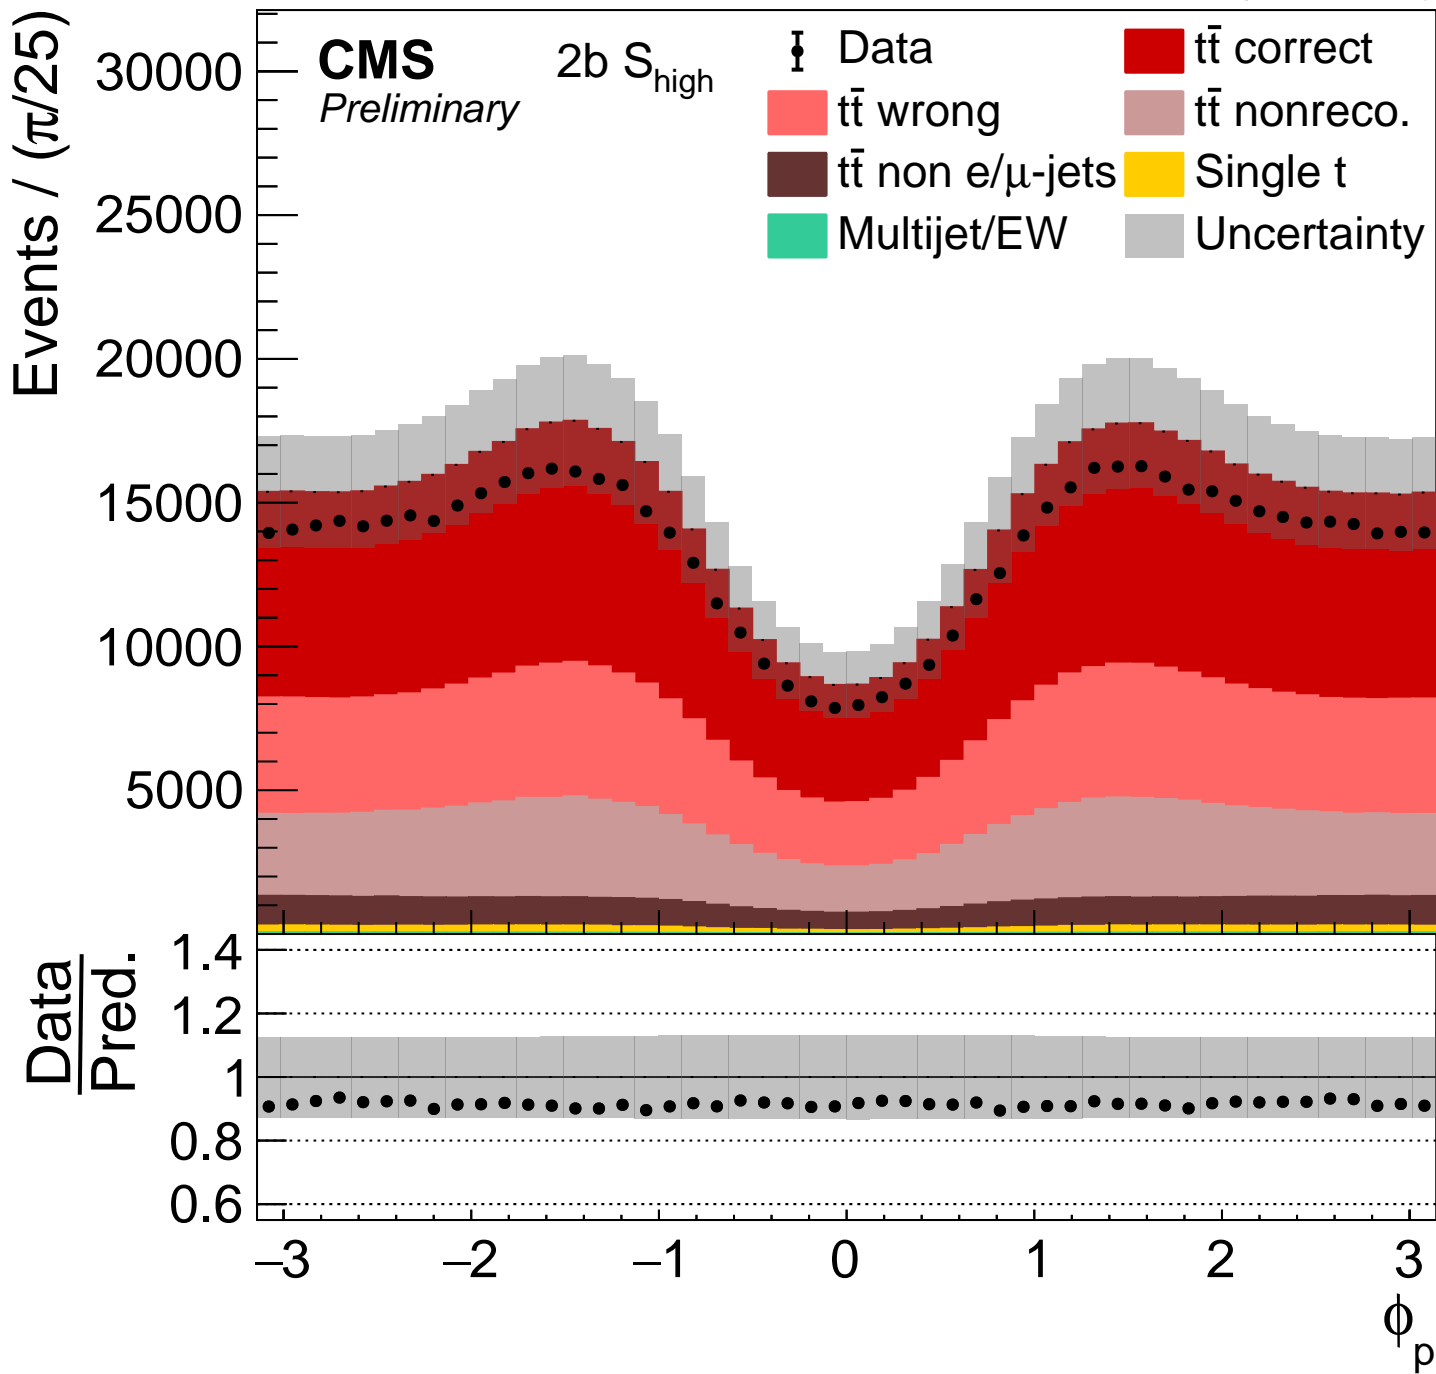 Events / (π/25)
CMS
Preliminary
2b S_high
Data
tt̄ correct
tt̄ wrong
tt̄ nonreco.
tt̄ non e/μ-jets
Single t
Multijet/EW
Uncertainty
30000
25000
20000
15000
10000
5000
Data
Pred.
1.4
1.2
1
0.8
0.6
–3 –2 –1 0 1 2 3
ϕ_p